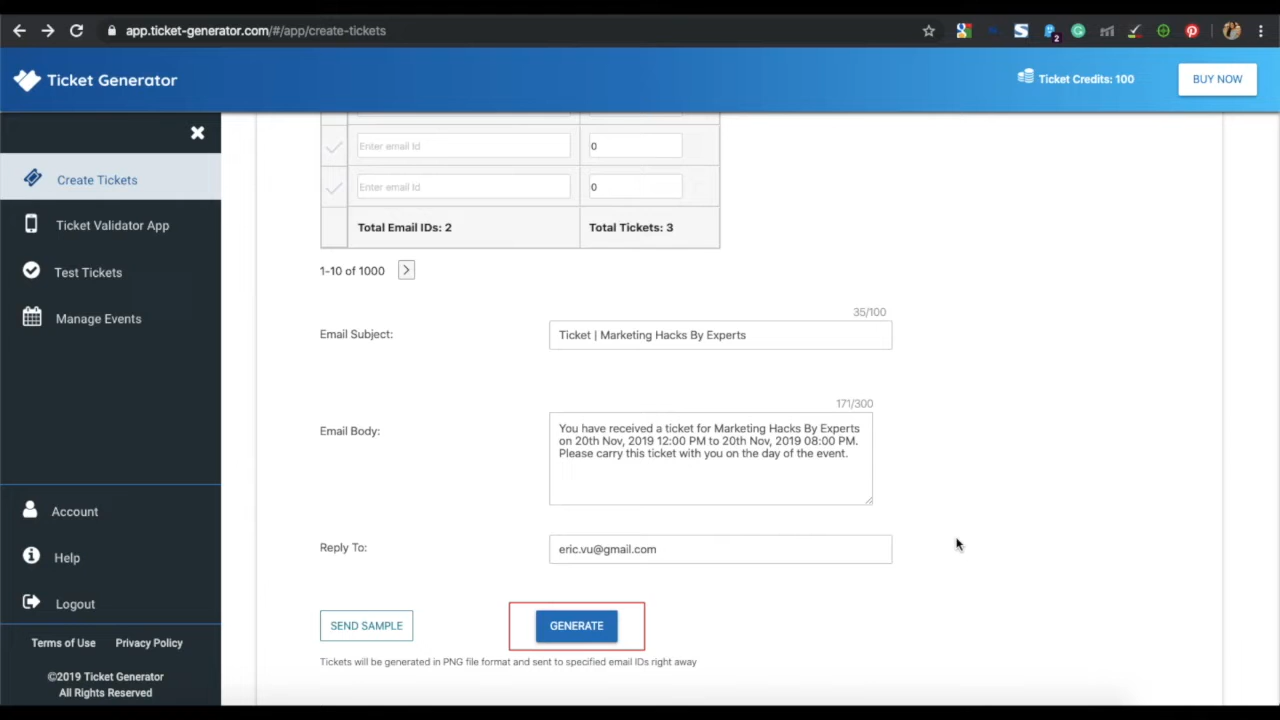 app.ticket-generator.com/#/app/create-tickets
2
Ticket Generator
Ticket Credits: 100
BUY NOW
Create Tickets
Ticket Validator App
Test Tickets
Manage Events
Account
Help
Logout
Terms of Use Privacy Policy
©2019 Ticket Generator
All Rights Reserved
Enter email Id 0
Enter email Id 0
Total Email IDs: 2 Total Tickets: 3
1-10 of 1000 >
35/100
Email Subject: Ticket | Marketing Hacks By Experts
171/300
Email Body: You have received a ticket for Marketing Hacks By Experts
on 20th Nov, 2019 12:00 PM to 20th Nov, 2019 08:00 PM.
Please carry this ticket with you on the day of the event.
Reply To: eric.vu@gmail.com
SEND SAMPLE GENERATE
Tickets will be generated in PNG file format and sent to specified email IDs right away